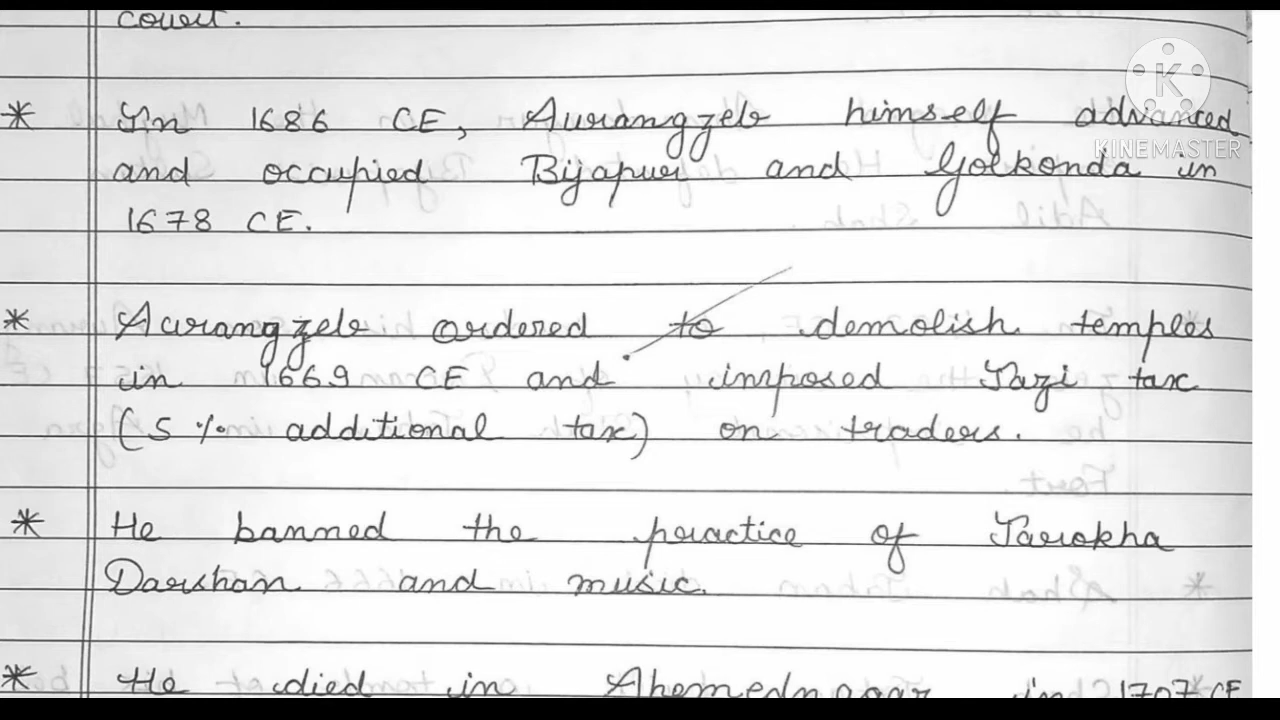 court.
* In 1686 CE, Aurangzeb himself advanced
and occupied Bijapur and Golkonda in
1678 CE.
* Aurangzeb ordered to demolish temples
in 1669 CE and imposed Jazi tax
(5% additional tax) on traders.
* He banned the practice of Jarokha
Darshan and music.
* He died in Ahemednagar in 1707 CE
K
KINEMASTER